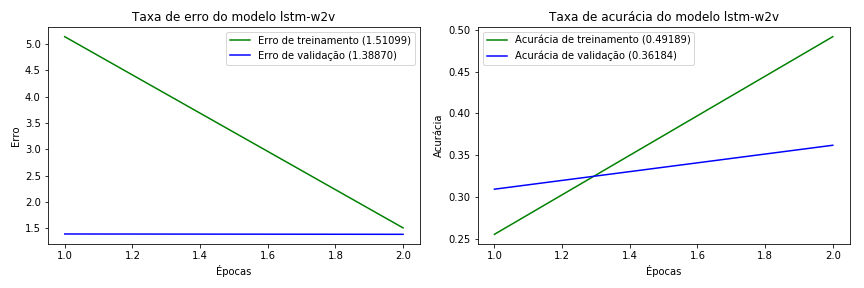 Taxa de erro do modelo lstm-w2v
Erro de treinamento (1.51099)
Erro de validação (1.38870)
5.0
4.5
4.0
3.5
3.0
2.5
2.0
1.5
Erro
1.0 1.2 1.4 1.6 1.8 2.0
Épocas
Taxa de acurácia do modelo lstm-w2v
Acurácia de treinamento (0.49189)
Acurácia de validação (0.36184)
0.50
0.45
0.40
0.35
0.30
0.25
Acurácia
1.0 1.2 1.4 1.6 1.8 2.0
Épocas